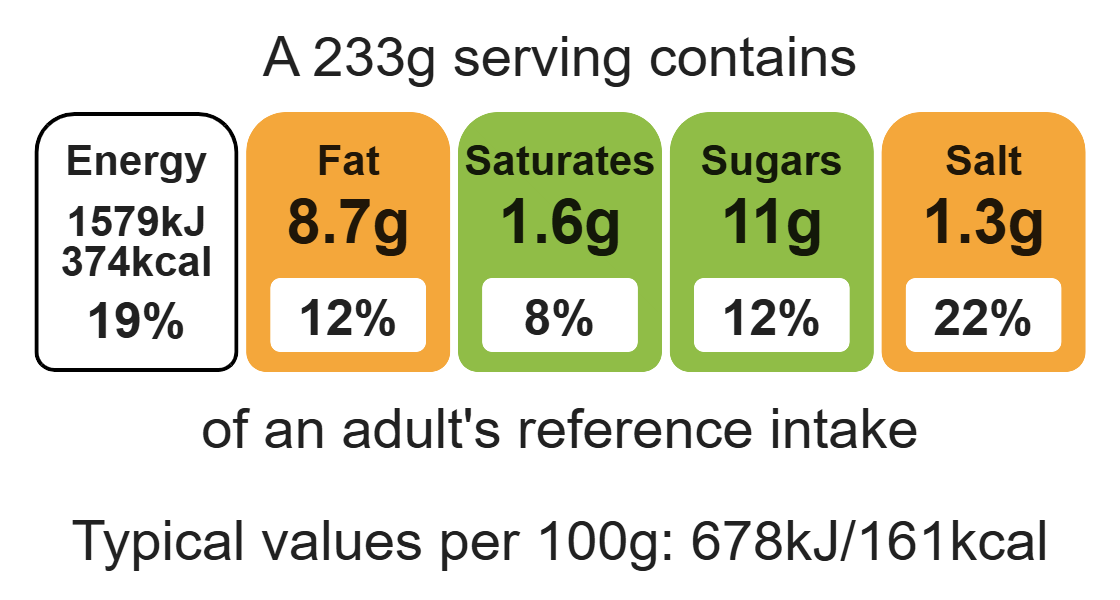 A 233g serving contains
Energy Fat Saturates Sugars Salt
1579kJ 8.7g 1.6g 11g 1.3g
374kcal
19% 12% 8% 12% 22%
of an adult's reference intake
Typical values per 100g: 678kJ/161kcal